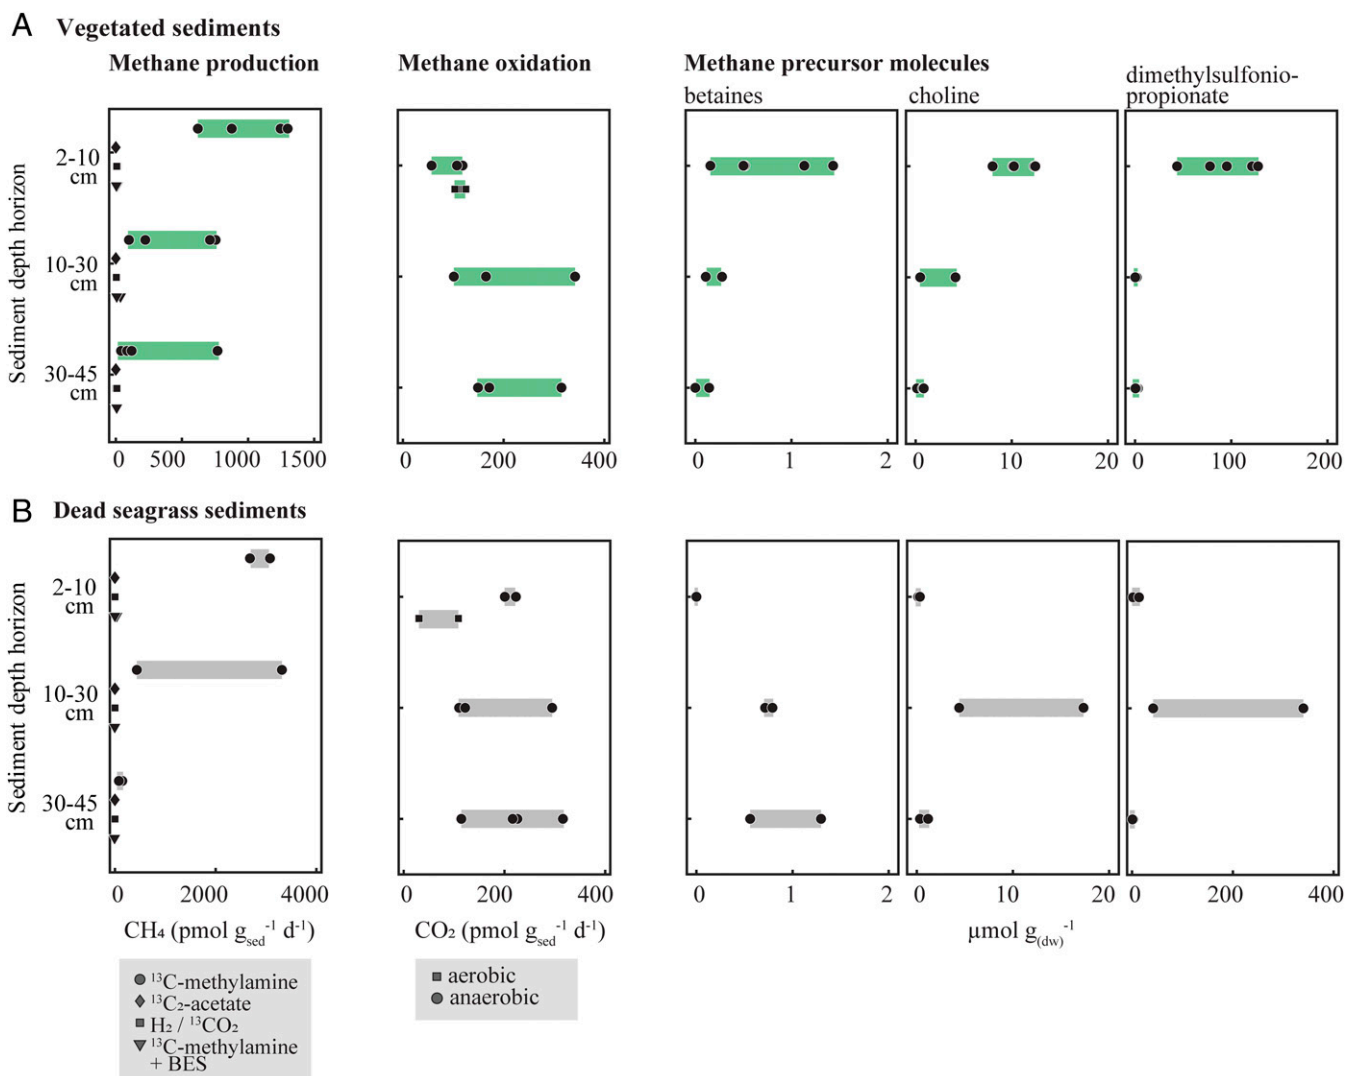 A Vegetated sediments
Methane production Methane oxidation Methane precursor molecules
betaines choline dimethylsulfonio-
propionate
Sediment depth horizon
2-10
cm
10-30
cm
30-45
cm
0 500 1000 1500
0 200 400
0 1 2
0 10 20
0 100 200
B Dead seagrass sediments
Sediment depth horizon
2-10
cm
10-30
cm
30-45
cm
0 2000 4000
0 200 400
0 1 2
0 10 20
0 200 400
CH₄ (pmol g_sed⁻¹ d⁻¹)
CO₂ (pmol g_sed⁻¹ d⁻¹)
µmol g_(dw)⁻¹
¹³C-methylamine
¹³C₂-acetate
H₂ / ¹³CO₂
¹³C-methylamine
+ BES
aerobic
anaerobic